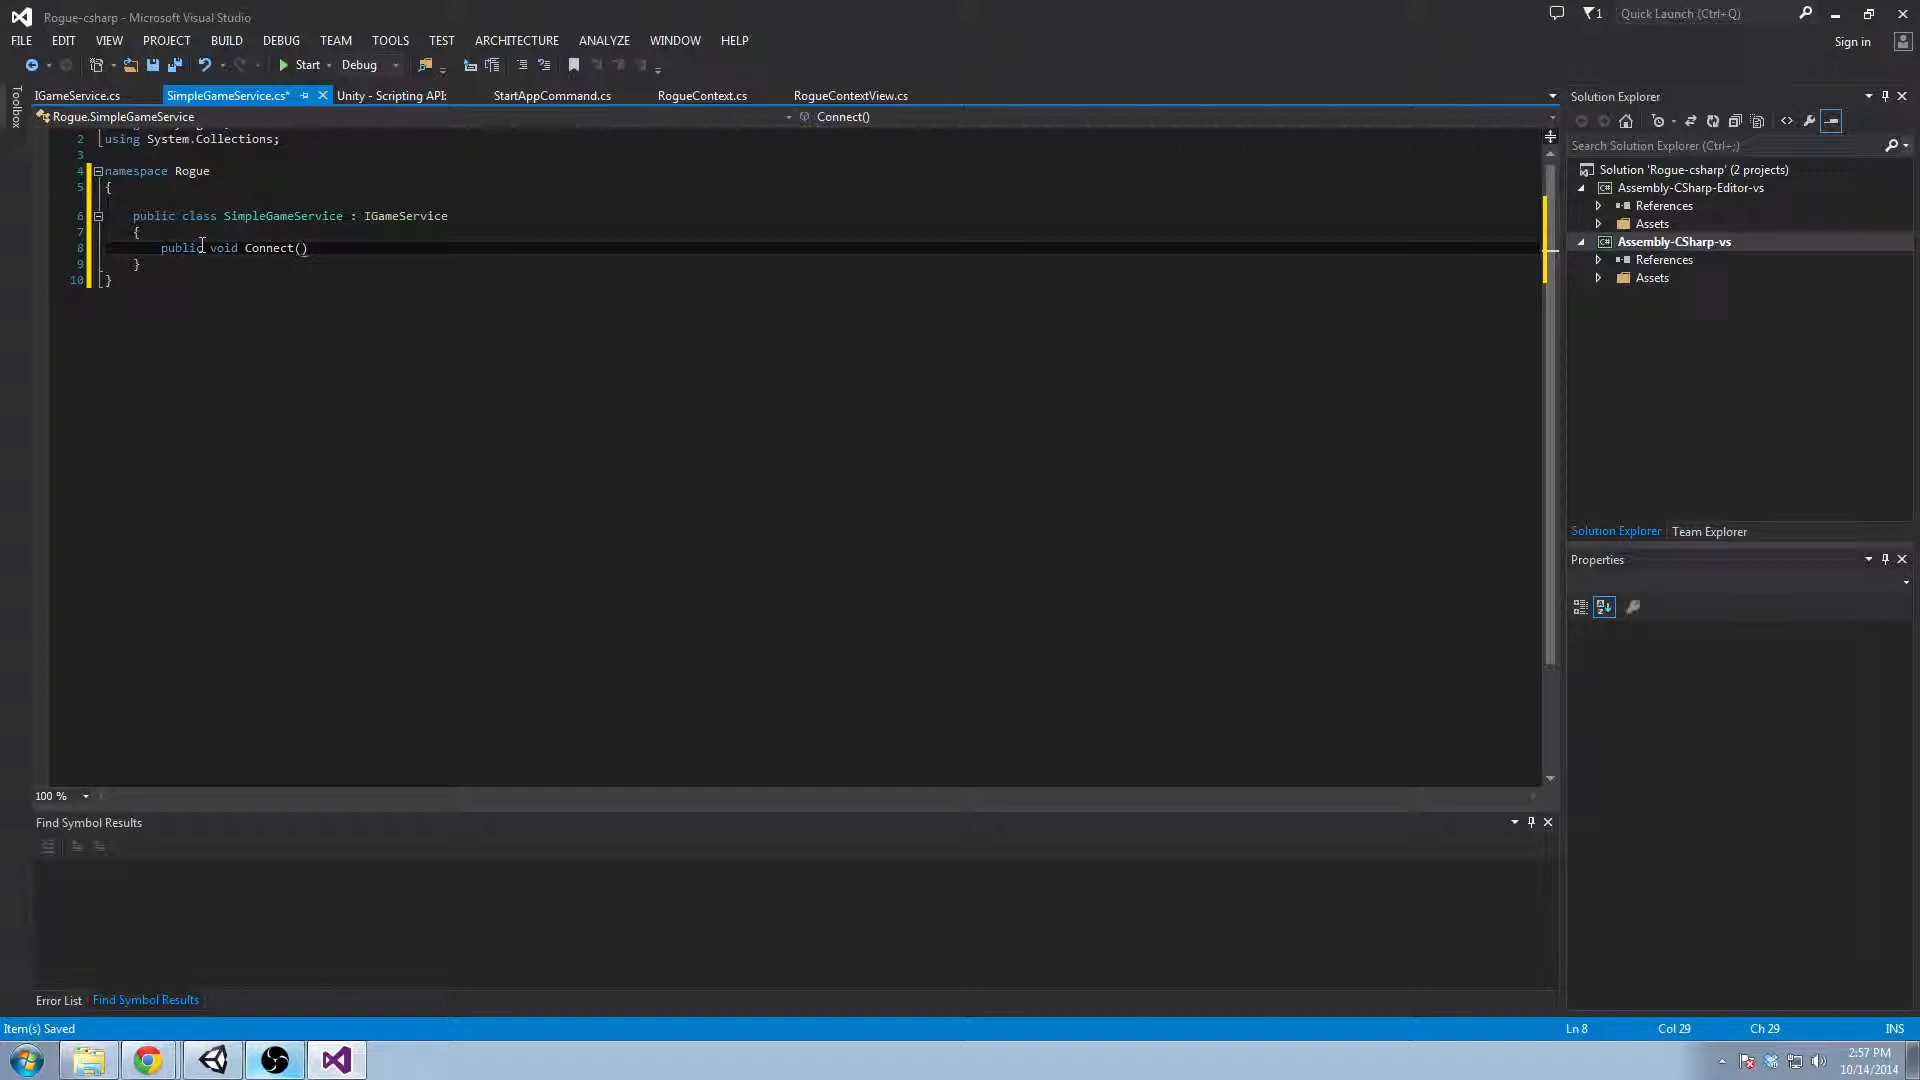 Rogue-csharp - Microsoft Visual Studio
1
Quick Launch (Ctrl+Q)
FILE EDIT VIEW PROJECT BUILD DEBUG TEAM TOOLS TEST ARCHITECTURE ANALYZE WINDOW HELP
Sign in
Start Debug
Toolbox
IGameService.cs SimpleGameService.cs* Unity - Scripting API: StartAppCommand.cs RogueContext.cs RogueContextView.cs
Rogue.SimpleGameService Connect()
2 using System.Collections;
3
4 namespace Rogue
5 {
6 public class SimpleGameService : IGameService
7 {
8 public void Connect()
9 }
10 }
100 %
Find Symbol Results
Error List Find Symbol Results
Solution Explorer
Search Solution Explorer (Ctrl+;)
Solution 'Rogue-csharp' (2 projects)
C# Assembly-CSharp-Editor-vs
References
Assets
C# Assembly-CSharp-vs
References
Assets
Solution Explorer Team Explorer
Properties
Item(s) Saved Ln 8 Col 29 Ch 29 INS
2:57 PM
10/14/2014